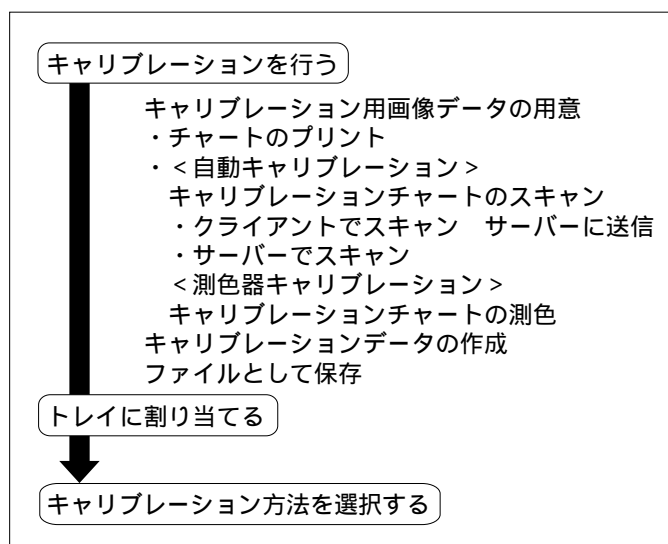 キャリブレーションを行う
キャリブレーション用画像データの用意
・チャートのプリント
・<自動キャリブレーション>
キャリブレーションチャートのスキャン
・クライアントでスキャン　サーバーに送信
・サーバーでスキャン
<測色器キャリブレーション>
キャリブレーションチャートの測色
キャリブレーションデータの作成
ファイルとして保存
トレイに割り当てる
キャリブレーション方法を選択する